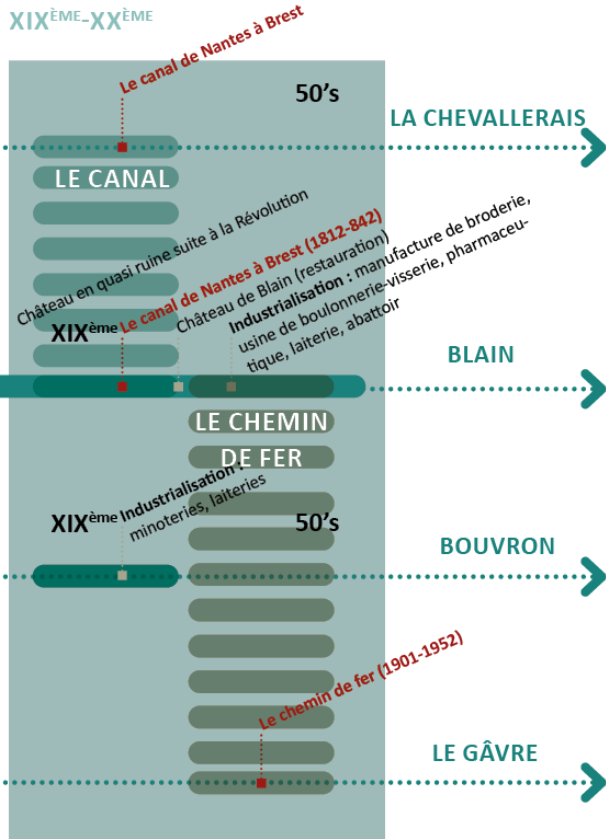 XIXÈME-XXÈME
Le canal de Nantes à Brest
50's
LA CHEVALLERAIS
LE CANAL
Château en quasi ruine suite à la Révolution
XIXème
Le canal de Nantes à Brest (1812-842)
Château de Blain (restauration)
Industrialisation : manufacture de broderie,
usine de boulonnerie-visserie, pharmaceu-
tique, laiterie, abattoir
BLAIN
LE CHEMIN
DE FER
XIXème
Industrialisation :
minoteries, laiteries
50's
BOUVRON
Le chemin de fer (1901-1952)
LE GÂVRE